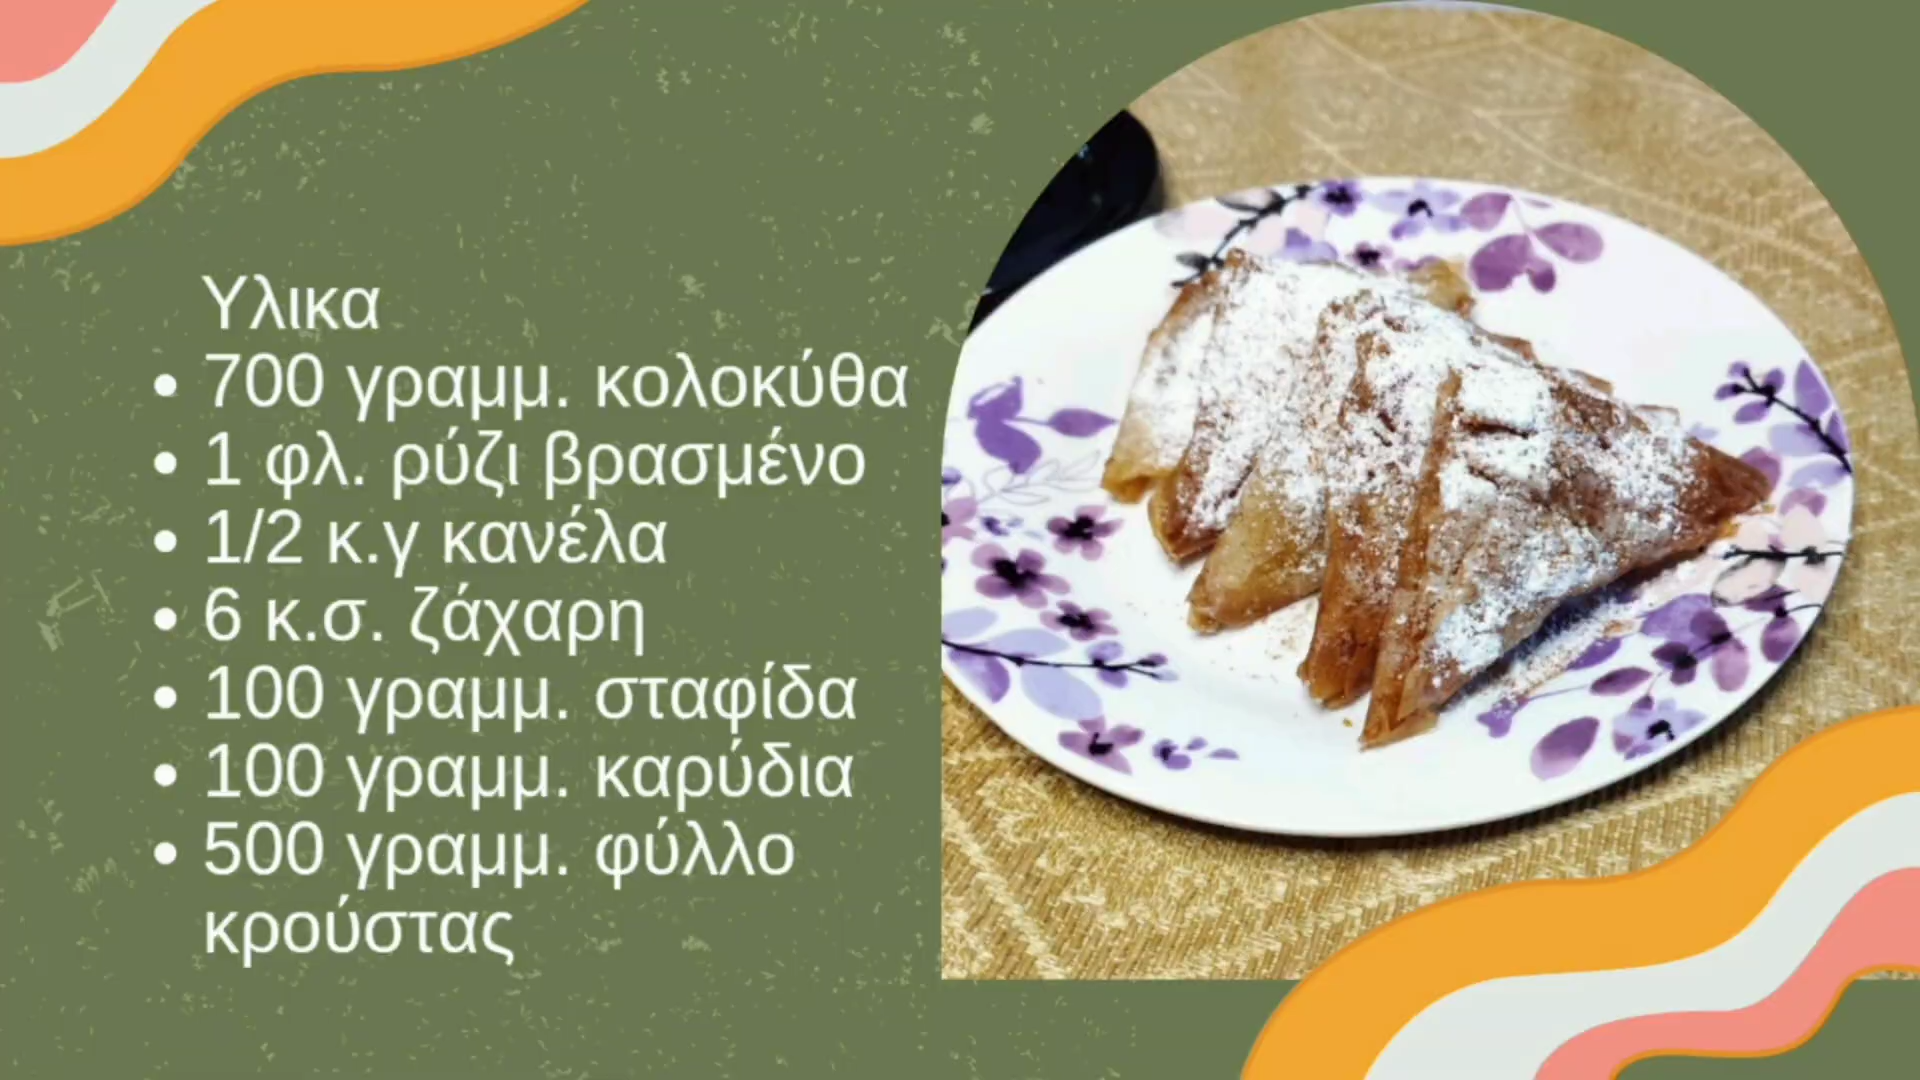 Υλικα
• 700 γραμμ. κολοκύθα
• 1 φλ. ρύζι βρασμένο
• 1/2 κ.γ κανέλα
• 6 κ.σ. ζάχαρη
• 100 γραμμ. σταφίδα
• 100 γραμμ. καρύδια
• 500 γραμμ. φύλλο
κρούστας